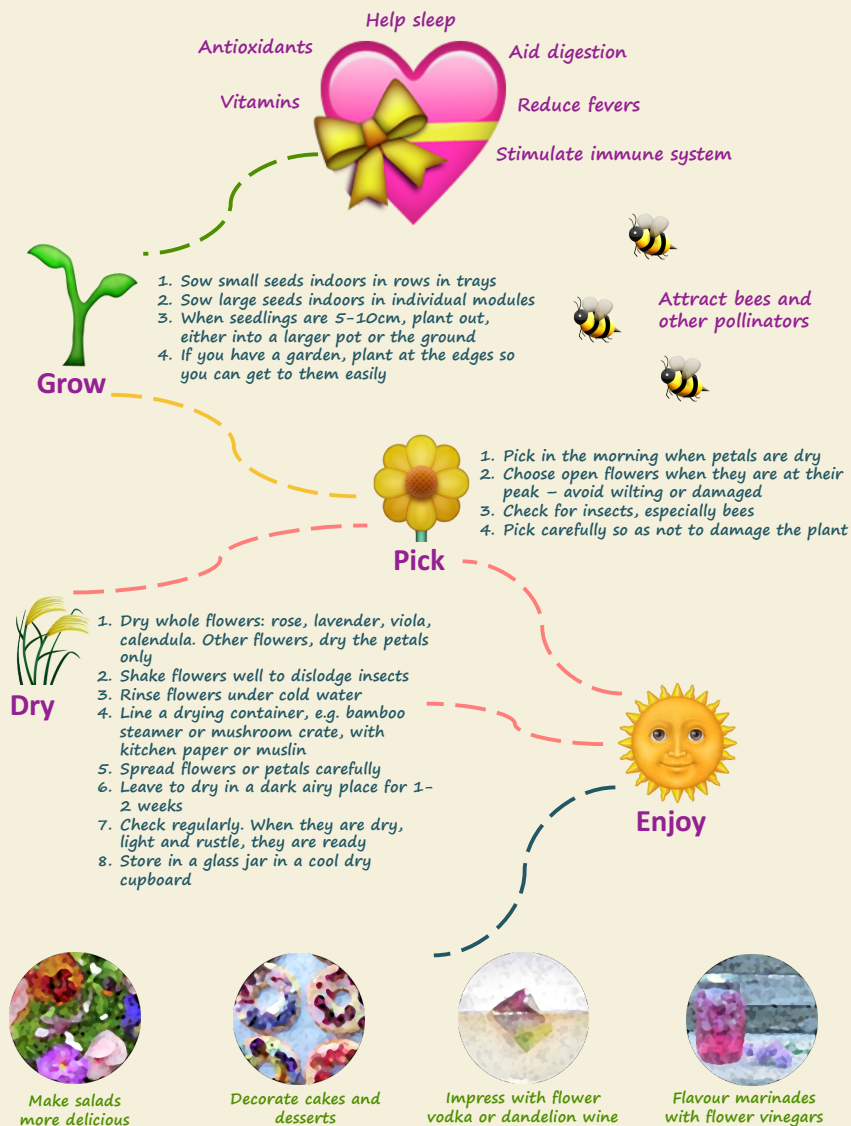 Help sleep
Antioxidants
Aid digestion
Vitamins
Reduce fevers
Stimulate immune system
1. Sow small seeds indoors in rows in trays
2. Sow large seeds indoors in individual modules
3. When seedlings are 5-10cm, plant out,
either into a larger pot or the ground
4. If you have a garden, plant at the edges so
you can get to them easily
Grow
Attract bees and
other pollinators
1. Pick in the morning when petals are dry
2. Choose open flowers when they are at their
peak – avoid wilting or damaged
3. Check for insects, especially bees
4. Pick carefully so as not to damage the plant
Pick
1. Dry whole flowers: rose, lavender, viola,
calendula. Other flowers, dry the petals
only
2. Shake flowers well to dislodge insects
3. Rinse flowers under cold water
4. Line a drying container, e.g. bamboo
steamer or mushroom crate, with
kitchen paper or muslin
5. Spread flowers or petals carefully
6. Leave to dry in a dark airy place for 1-
2 weeks
7. Check regularly. When they are dry,
light and rustle, they are ready
8. Store in a glass jar in a cool dry
cupboard
Dry
Enjoy
Make salads
more delicious
Decorate cakes and
desserts
Impress with flower
vodka or dandelion wine
Flavour marinades
with flower vinegars